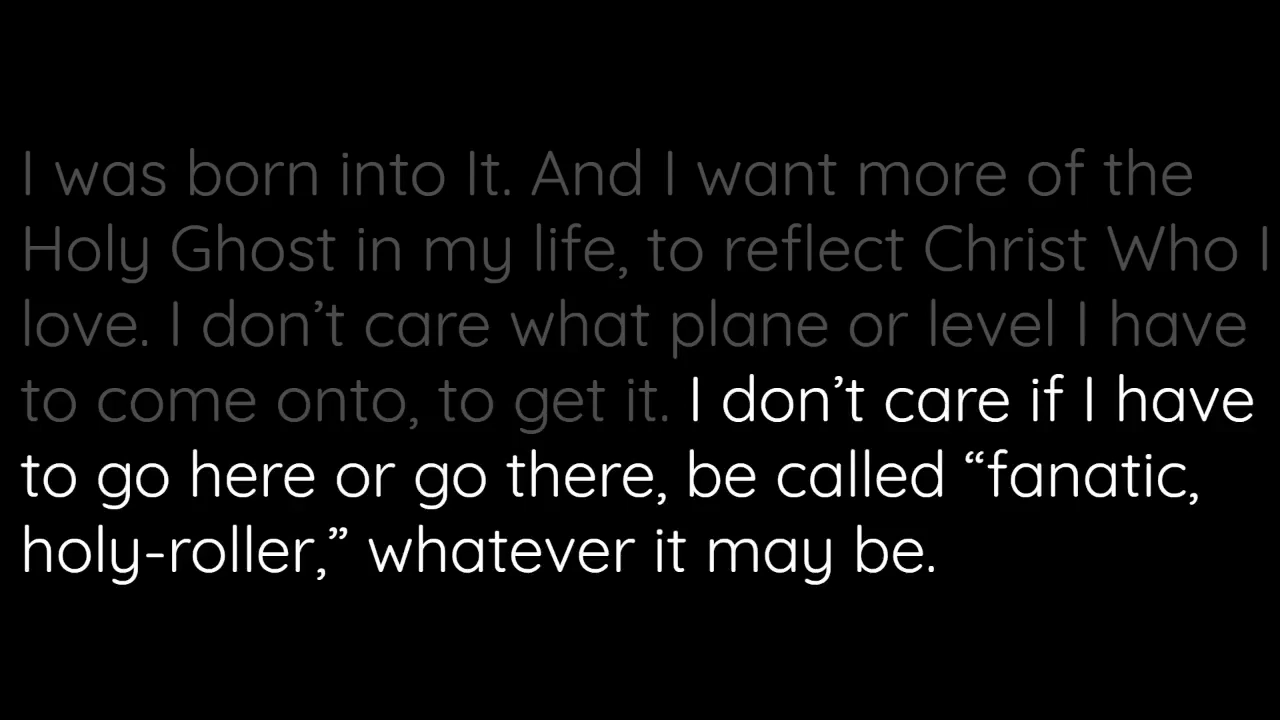 I was born into It. And I want more of the
Holy Ghost in my life, to reflect Christ Who I
love. I don’t care what plane or level I have
to come onto, to get it. I don’t care if I have
to go here or go there, be called “fanatic,
holy-roller,” whatever it may be.